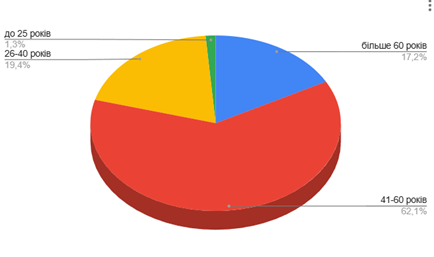 до 25 років
1,3%
26-40 років
19,4%
більше 60 років
17,2%
41-60 років
62,1%